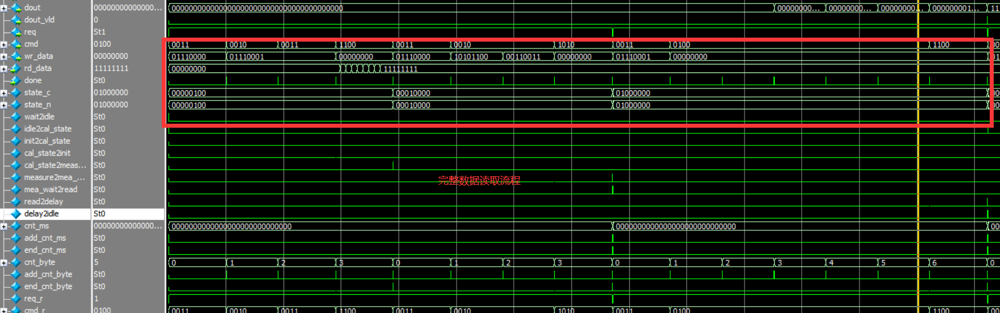 dout 00000000000000... 000000000000000000000000000000000000000 00000000... 00000000... 00000000... 000000001... 11
dout_vld 0
req St1
cmd 0100 0011 0010 0011 1100 0011 0010 1010 0011 0100 1100 00
wr_data 00000000 01110000 01110001 00000000 01110000 10101100 00110011 00000000 01110001 00000000 01
rd_data 11111111 00000000 11111111
done St0
state_c 01000000 00000100 00010000 01000000 00
state_n 01000000 00000100 00010000 01000000 00
wait2idle St0
idle2cal_state St0
init2cal_state St0
cal_state2init St0
cal_state2meas... St0
measure2mea_... St0
完整数据读取流程
mea_wait2read St0
read2delay St0
delay2idle St0
cnt_ms 00000000000000... 0000000000000000000000000000 0000000000000000000000000000 00
add_cnt_ms St0
end_cnt_ms St0
cnt_byte 5 0 1 2 3 0 1 2 3 0 1 2 3 4 5 6 0
add_cnt_byte St0
end_cnt_byte St0
req_r 1
cmd_r 0100 0011 0010 0011 1100 0011 0010 1010 0011 0100 1100 00